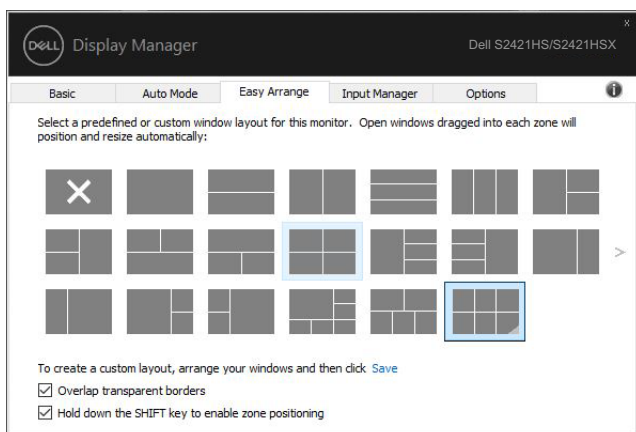 x
DELL Display Manager
Dell S2421HS/S2421HSX
Basic Auto Mode Easy Arrange Input Manager Options
Select a predefined or custom window layout for this monitor. Open windows dragged into each zone will
position and resize automatically:
>
To create a custom layout, arrange your windows and then click Save
Overlap transparent borders
Hold down the SHIFT key to enable zone positioning